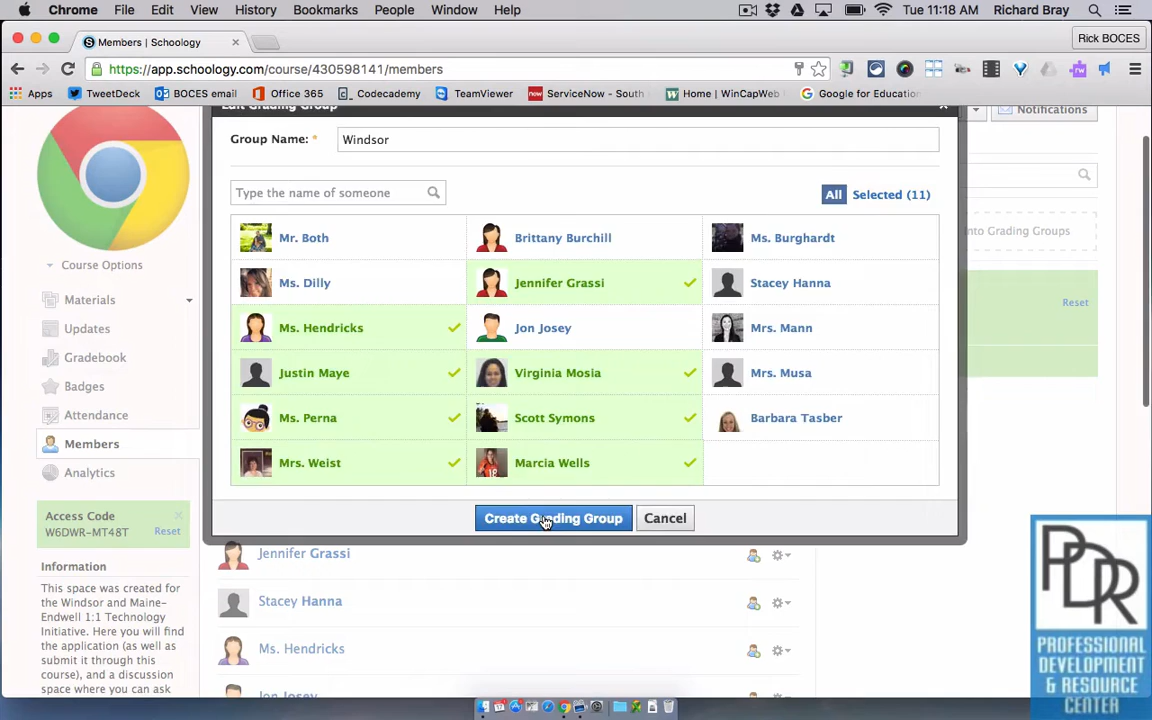 Chrome File Edit View History Bookmarks People Window Help Tue 11:18 AM Richard Bray
Members | Schoology Rick BOCES
https://app.schoology.com/course/430598141/members
Apps TweetDeck BOCES email Office 365 Codecademy TeamViewer ServiceNow - South Home | WinCapWeb Google for Education
Edit Grading Group
Notifications
Group Name: * Windsor
Type the name of someone All Selected (11)
Mr. Both Brittany Burchill Ms. Burghardt
Ms. Dilly Jennifer Grassi Stacey Hanna
Ms. Hendricks Jon Josey Mrs. Mann
Justin Maye Virginia Mosia Mrs. Musa
Ms. Perna Scott Symons Barbara Tasber
Mrs. Weist Marcia Wells
Create Grading Group Cancel
into Grading Groups
Reset
Course Options
Materials
Updates
Gradebook
Badges
Attendance
Members
Analytics
Access Code
W6DWR-MT48T Reset
Information
This space was created for
the Windsor and Maine-
Endwell 1:1 Technology
Initiative. Here you will find
the application (as well as
submit it through this
course), and a discussion
space where you can ask
Jennifer Grassi
Stacey Hanna
Ms. Hendricks
Jon Josey
PDR
PROFESSIONAL
DEVELOPMENT
& RESOURCE
CENTER